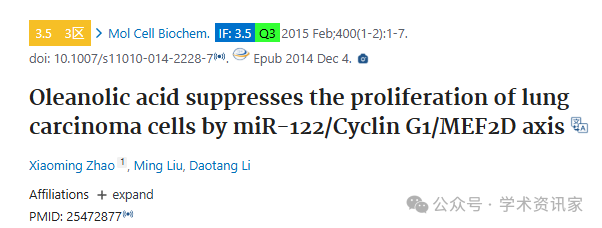 3.5 3区 Mol Cell Biochem. IF: 3.5 Q3 2015 Feb;400(1-2):1-7.
doi: 10.1007/s11010-014-2228-7. Epub 2014 Dec 4.
Oleanolic acid suppresses the proliferation of lung
carcinoma cells by miR-122/Cyclin G1/MEF2D axis
Xiaoming Zhao 1, Ming Liu, Daotang Li
Affiliations + expand
PMID: 25472877
公众号 · 学术资讯家